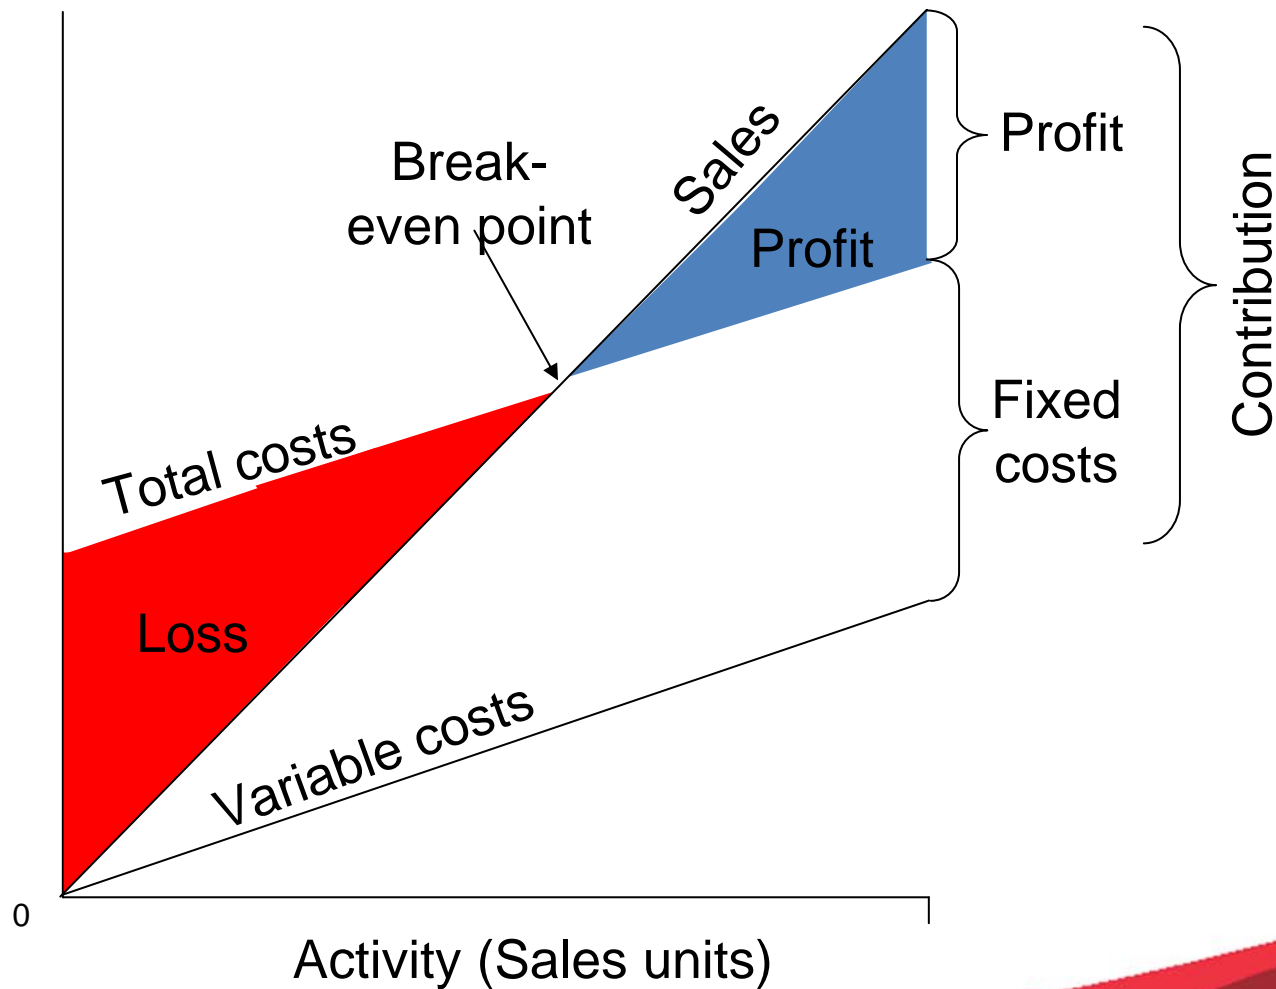 Break-
even point
Sales
Profit
Profit
Contribution
Fixed
costs
Total costs
Loss
Variable costs
0
Activity (Sales units)